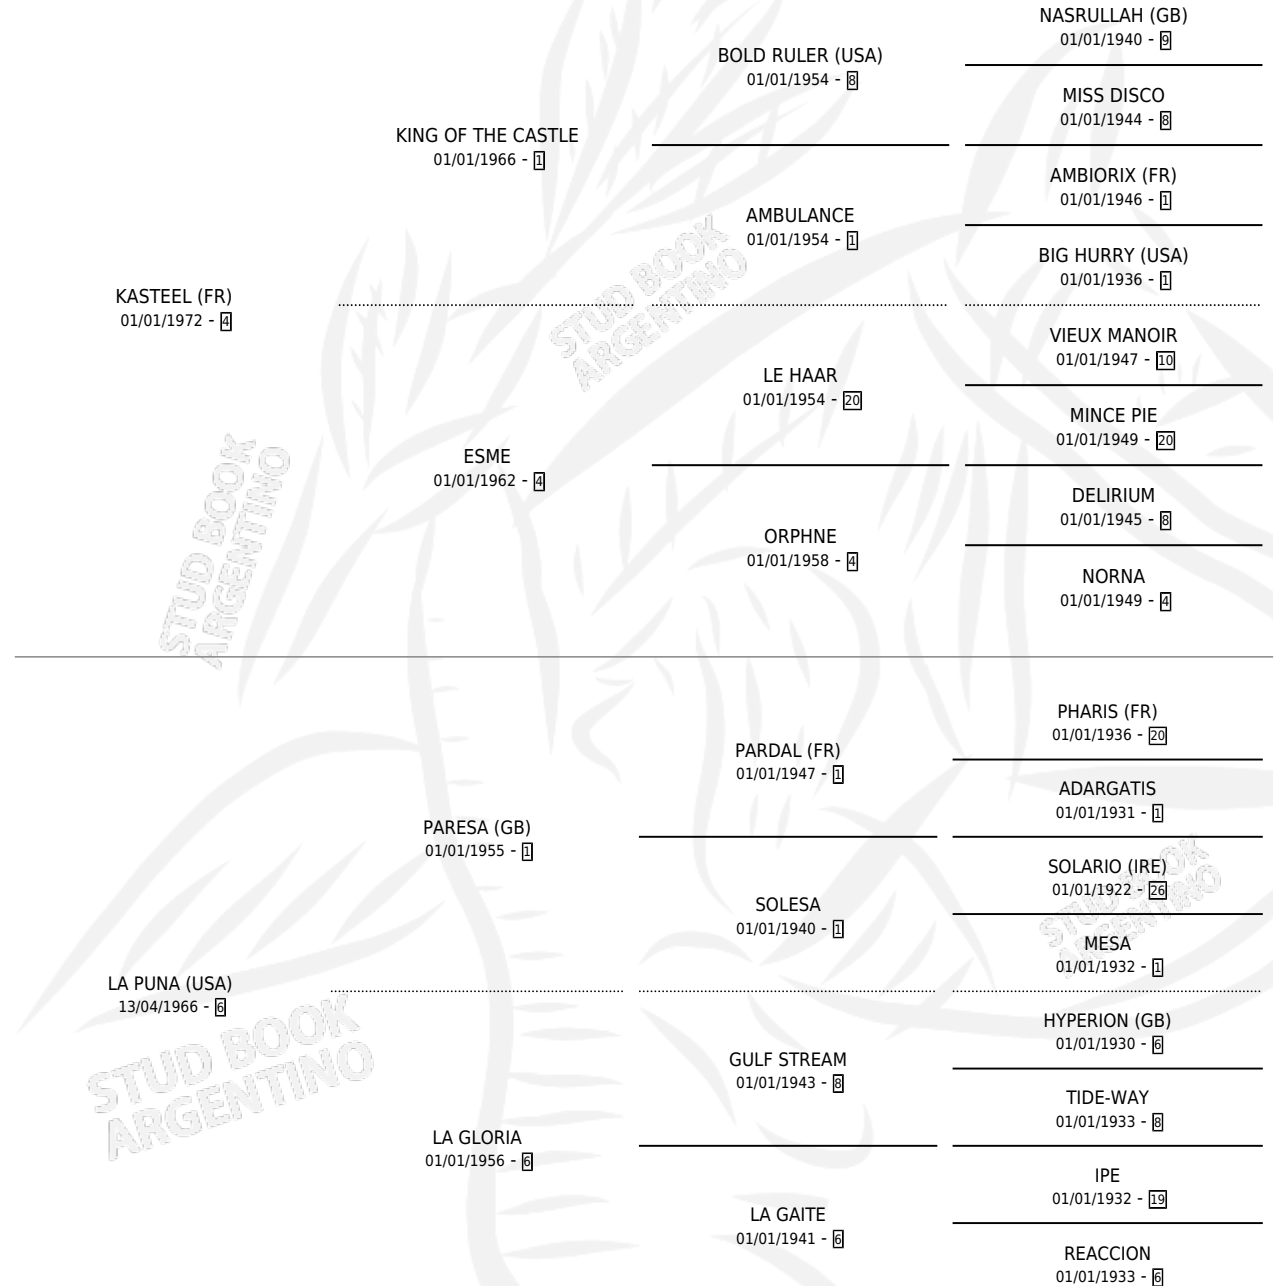 NASRULLAH (GB)
01/01/1940 - 9
BOLD RULER (USA)
01/01/1954 - 8
MISS DISCO
01/01/1944 - 8
KING OF THE CASTLE
01/01/1966 - 1
AMBIORIX (FR)
01/01/1946 - 1
AMBULANCE
01/01/1954 - 1
BIG HURRY (USA)
01/01/1936 - 1
KASTEEL (FR)
01/01/1972 - 4
VIEUX MANOIR
01/01/1947 - 10
LE HAAR
01/01/1954 - 20
MINCE PIE
01/01/1949 - 20
ESME
01/01/1962 - 4
DELIRIUM
01/01/1945 - 8
ORPHNE
01/01/1958 - 4
NORNA
01/01/1949 - 4
PHARIS (FR)
01/01/1936 - 20
PARDAL (FR)
01/01/1947 - 1
ADARGATIS
01/01/1931 - 1
PARESA (GB)
01/01/1955 - 1
SOLARIO (IRE)
01/01/1922 - 26
SOLESA
01/01/1940 - 1
MESA
01/01/1932 - 1
LA PUNA (USA)
13/04/1966 - 6
HYPERION (GB)
01/01/1930 - 6
GULF STREAM
01/01/1943 - 8
TIDE-WAY
01/01/1933 - 8
LA GLORIA
01/01/1956 - 6
IPE
01/01/1932 - 19
LA GAITE
01/01/1941 - 6
REACCION
01/01/1933 - 6
STUD BOOK
ARGENTINO
STUD BOOK
ARGENTINO
STUD BOOK
ARGENTINO
STUD BOOK
ARGENTINO